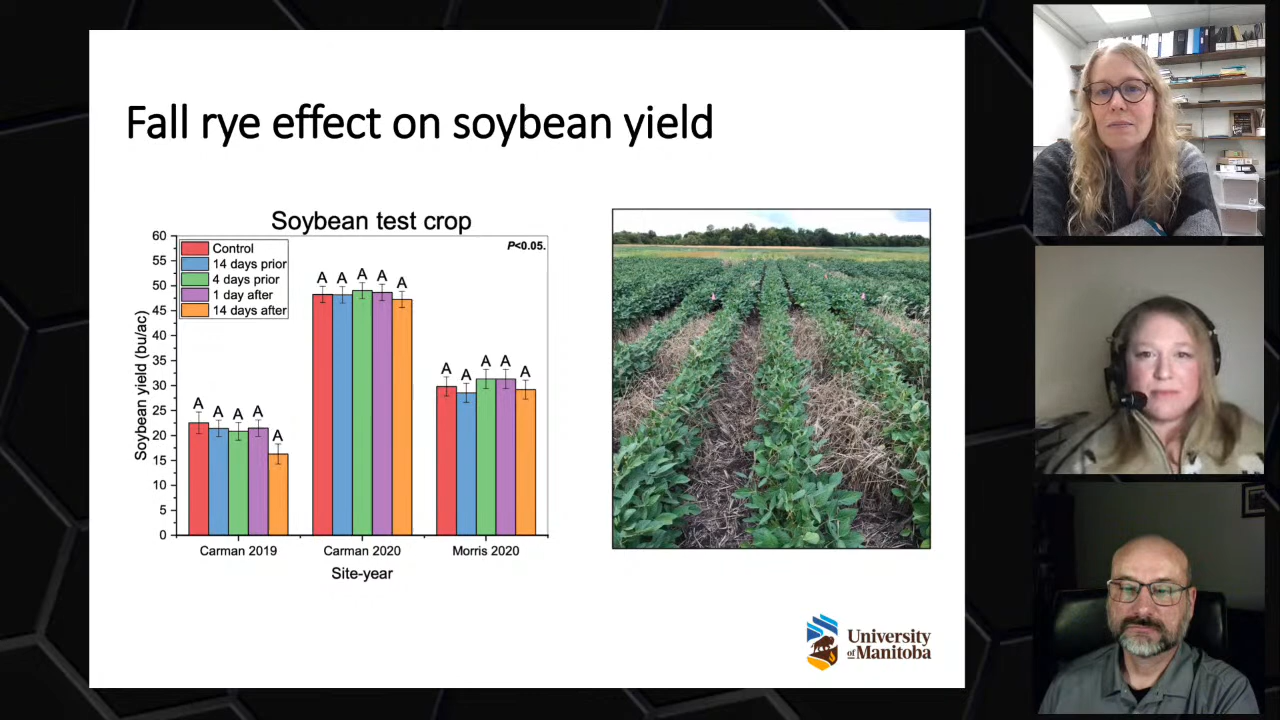 Fall rye effect on soybean yield
Soybean test crop
P<0.05.
Control
14 days prior
4 days prior
1 day after
14 days after
Soybean yield (bu/ac)
60
55
50
45
40
35
30
25
20
15
10
5
0
A A A A A
A A A A A
A A A A A
Carman 2019 Carman 2020 Morris 2020
Site-year
University
of Manitoba